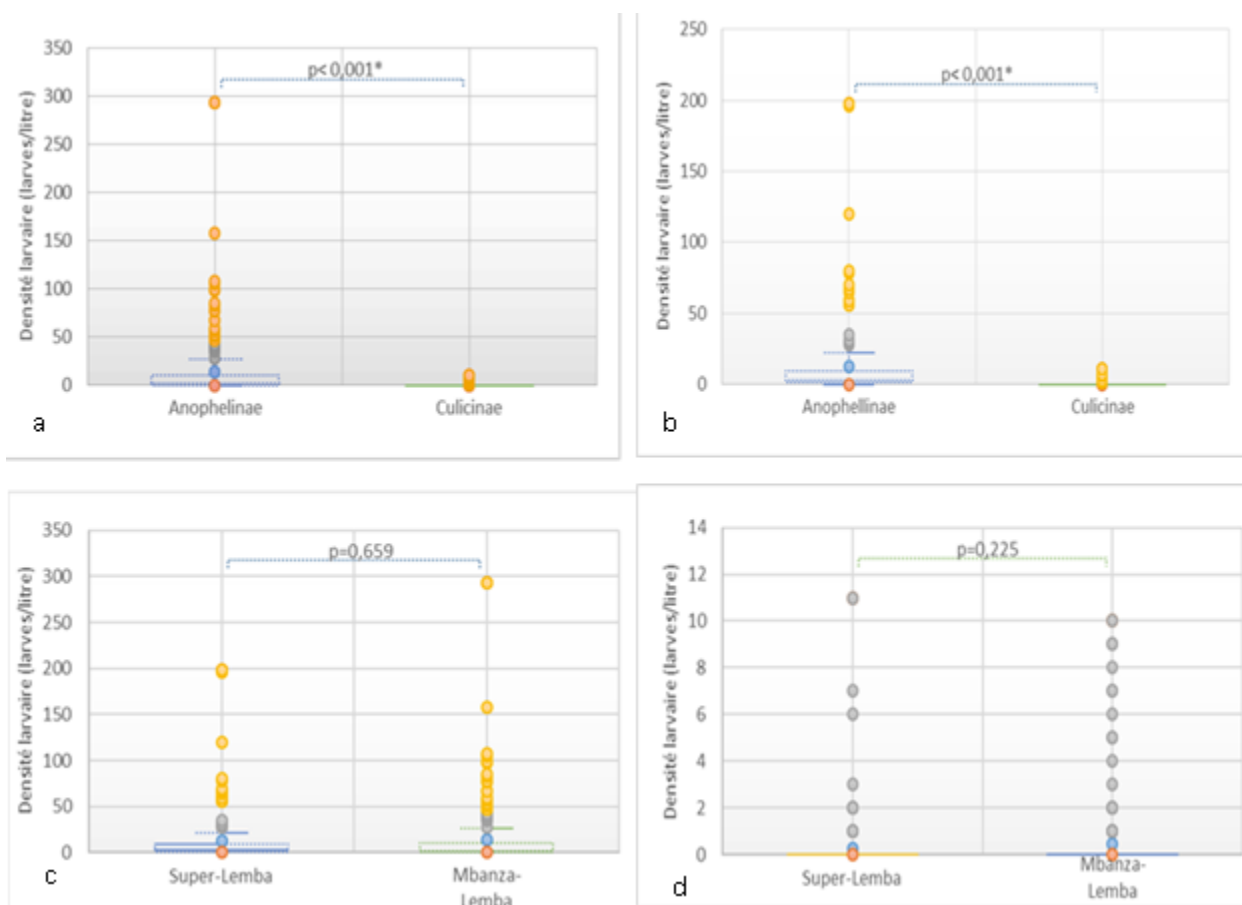 350
300
250
200
150
100
50
0
Densité larvaire (larves/litre)
p< 0,001*
Anophelinae
Culicinae
a
250
200
150
100
50
0
Densité larvaire (larves/litre)
p< 0,001*
Anophellinae
Culicinae
b
350
300
250
200
150
100
50
0
Densité larvaire (larves/litre)
p=0,659
Super-Lemba
Mbanza-
Lemba
c
14
12
10
8
6
4
2
0
Densité larvaire (larves/litre)
p=0,225
Super-Lemba
Mbanza-
Lemba
d